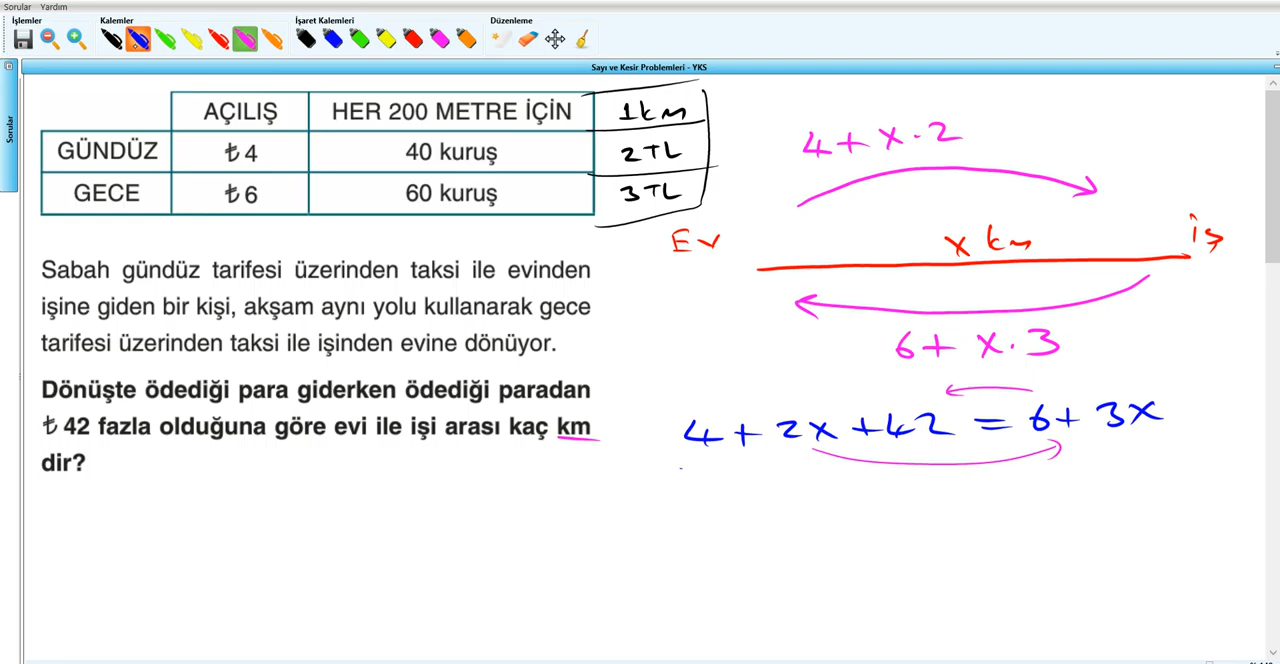 Sorular Yardım
İşlemler Kalemler İşaret Kalemleri Düzenleme
Sayı ve Kesir Problemleri - YKS
Sorular
AÇILIŞ HER 200 METRE İÇİN 1km
GÜNDÜZ ₺4 40 kuruş 2TL
GECE ₺6 60 kuruş 3TL
4+x.2
Ev x km İş
6+x.3
Sabah gündüz tarifesi üzerinden taksi ile evinden
işine giden bir kişi, akşam aynı yolu kullanarak gece
tarifesi üzerinden taksi ile işinden evine dönüyor.
Dönüşte ödediği para giderken ödediği paradan
₺ 42 fazla olduğuna göre evi ile işi arası kaç km
dir?
4+2x+42=6+3x